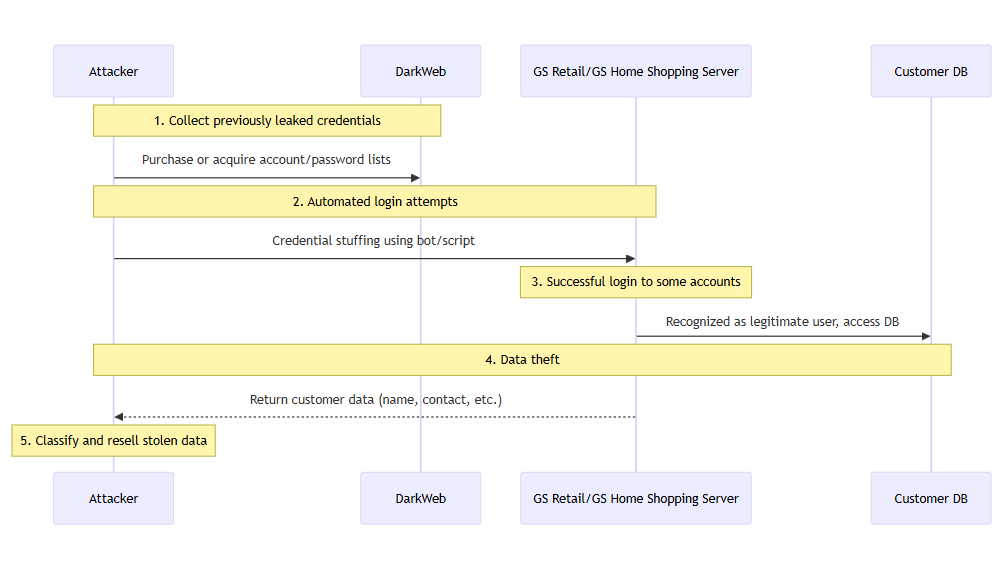 Attacker
DarkWeb
GS Retail/GS Home Shopping Server
Customer DB
1. Collect previously leaked credentials
Purchase or acquire account/password lists
2. Automated login attempts
Credential stuffing using bot/script
3. Successful login to some accounts
Recognized as legitimate user, access DB
4. Data theft
Return customer data (name, contact, etc.)
5. Classify and resell stolen data
Attacker
DarkWeb
GS Retail/GS Home Shopping Server
Customer DB